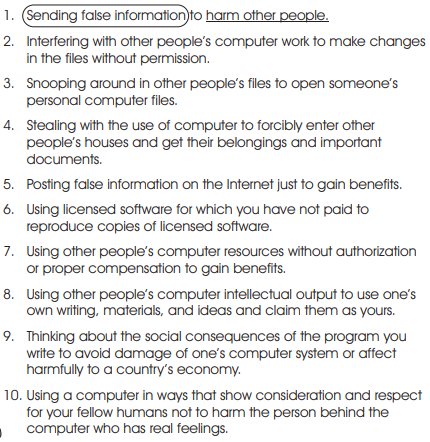 1. Sending false information to harm other people.
2. Interfering with other people's computer work to make changes
in the files without permission.
3. Snooping around in other people's files to open someone's
personal computer files.
4. Stealing with the use of computer to forcibly enter other
people's houses and get their belongings and important
documents.
5. Posting false information on the Internet just to gain benefits.
6. Using licensed software for which you have not paid to
reproduce copies of licensed software.
7. Using other people's computer resources without authorization
or proper compensation to gain benefits.
8. Using other people's computer intellectual output to use one's
own writing, materials, and ideas and claim them as yours.
9. Thinking about the social consequences of the program you
write to avoid damage of one's computer system or affect
harmfully to a country's economy.
10. Using a computer in ways that show consideration and respect
for your fellow humans not to harm the person behind the
computer who has real feelings.